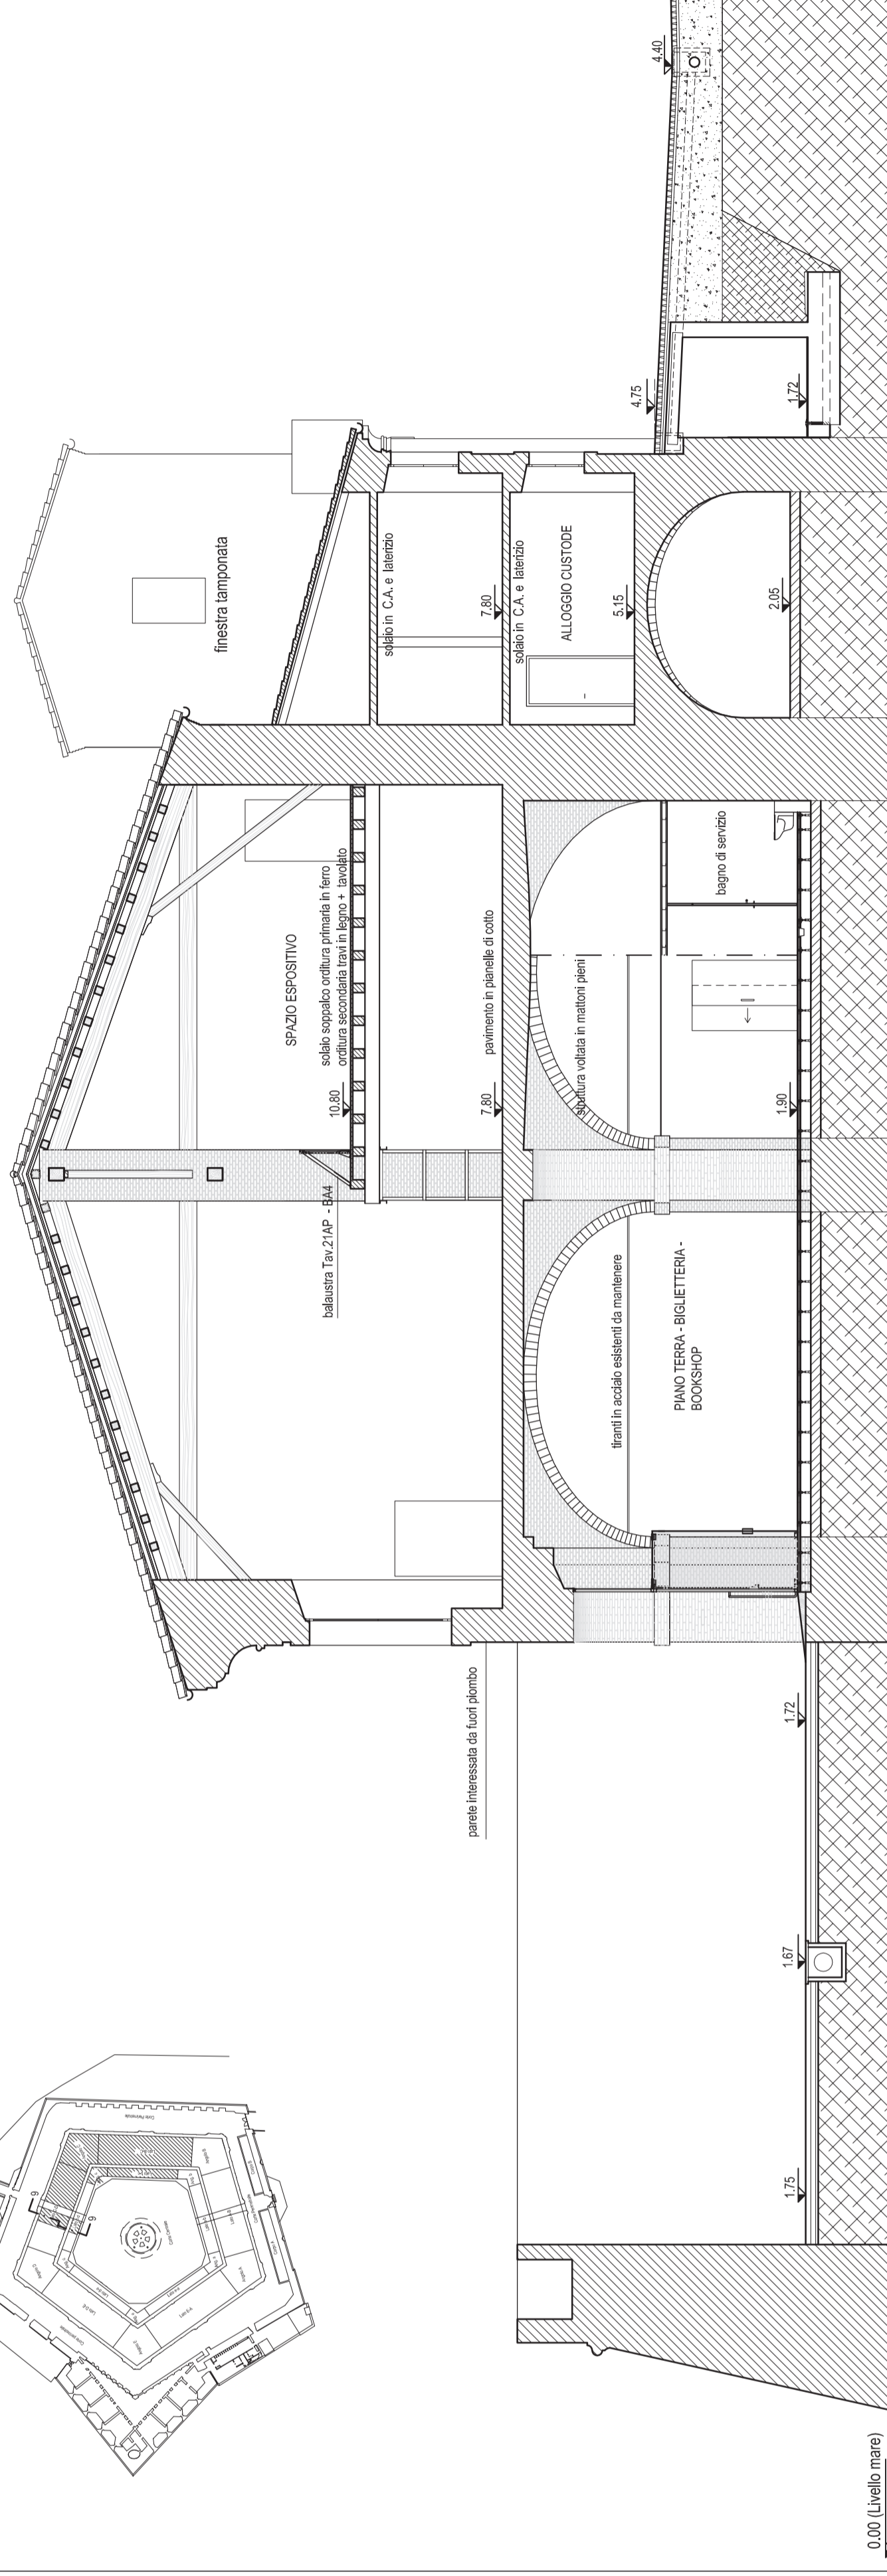 finestra tamponata
SPAZIO ESPOSITIVO
solaio soppalco orditura primaria in ferro
orditura secondaria travi in legno + tavolato
10.80
balaustra Tav.21AP - BA4
solaio in C.A. e laterizio
7.80
solaio in C.A. e laterizio
ALLOGGIO CUSTODE
5.15
4.40
4.75
1.72
2.05
pavimento in pianelle di cotto
7.80
parete interessata da fuori piombo
struttura voltata in mattoni pieni
bagno di servizio
1.90
tiranti in acciaio esistenti da mantenere
PIANO TERRA - BIGLIETTERIA -
BOOKSHOP
1.72
1.67
1.75
9
9
0.00 (Livello mare)